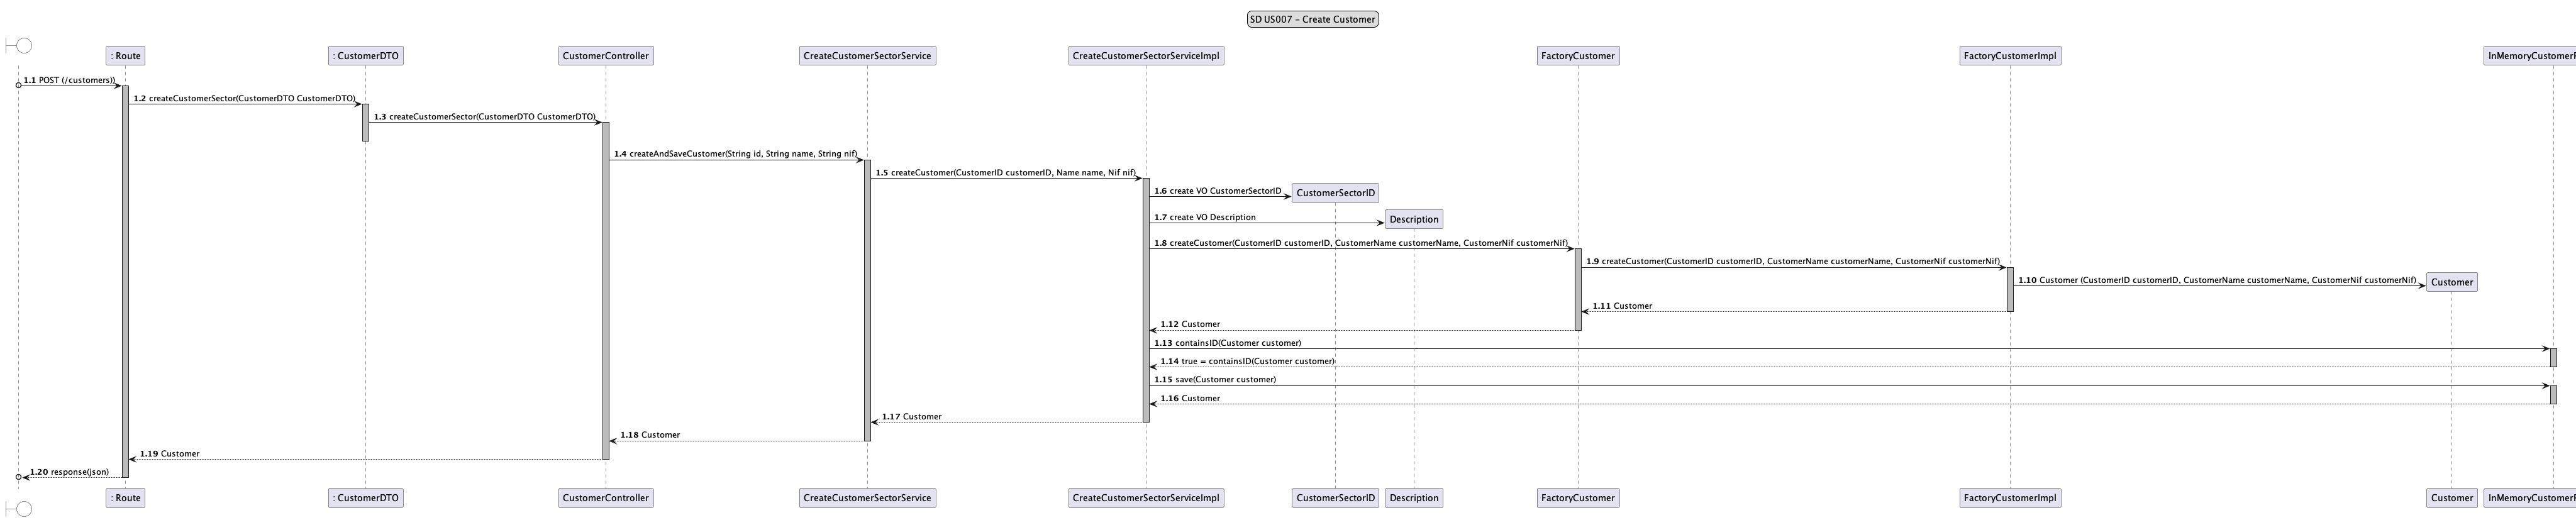 SD US007 – Create Customer
: Route
: CustomerDTO
CustomerController
CreateCustomerSectorService
CreateCustomerSectorServiceImpl
FactoryCustomer
FactoryCustomerImpl
1.1 POST (/customers))
1.2 createCustomerSector(CustomerDTO CustomerDTO)
1.3 createCustomerSector(CustomerDTO CustomerDTO)
1.4 createAndSaveCustomer(String id, String name, String nif)
1.5 createCustomer(CustomerID customerID, Name name, Nif nif)
1.6 create VO CustomerSectorID
CustomerSectorID
1.7 create VO Description
Description
1.8 createCustomer(CustomerID customerID, CustomerName customerName, CustomerNif customerNif)
1.9 createCustomer(CustomerID customerID, CustomerName customerName, CustomerNif customerNif)
1.10 Customer (CustomerID customerID, CustomerName customerName, CustomerNif customerNif)
Customer
1.11 Customer
1.12 Customer
1.13 containsID(Customer customer)
1.14 true = containsID(Customer customer)
1.15 save(Customer customer)
1.16 Customer
1.17 Customer
1.18 Customer
1.19 Customer
1.20 response(json)
: Route
: CustomerDTO
CustomerController
CreateCustomerSectorService
CreateCustomerSectorServiceImpl
CustomerSectorID
Description
FactoryCustomer
FactoryCustomerImpl
Customer